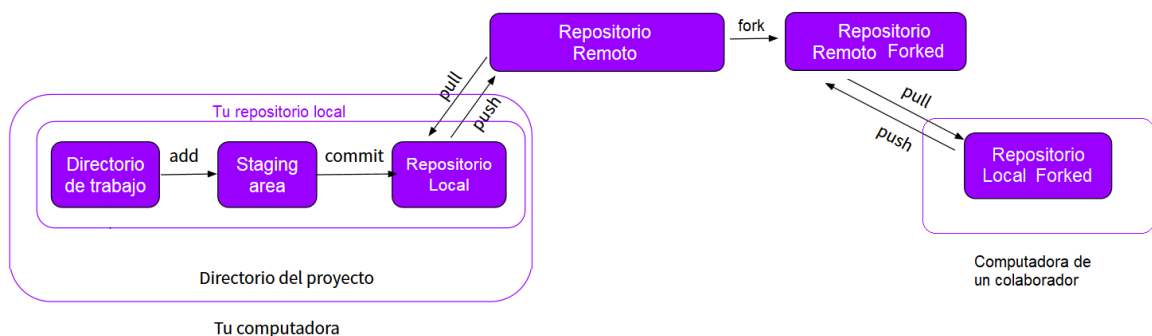 Repositorio
Remoto
fork
Repositorio
Remoto Forked
pull
push
Tu repositorio local
Directorio
de trabajo
add
Staging
area
commit
Repositorio
Local
pull
push
Repositorio
Local Forked
Directorio del proyecto
Computadora de
un colaborador
Tu computadora